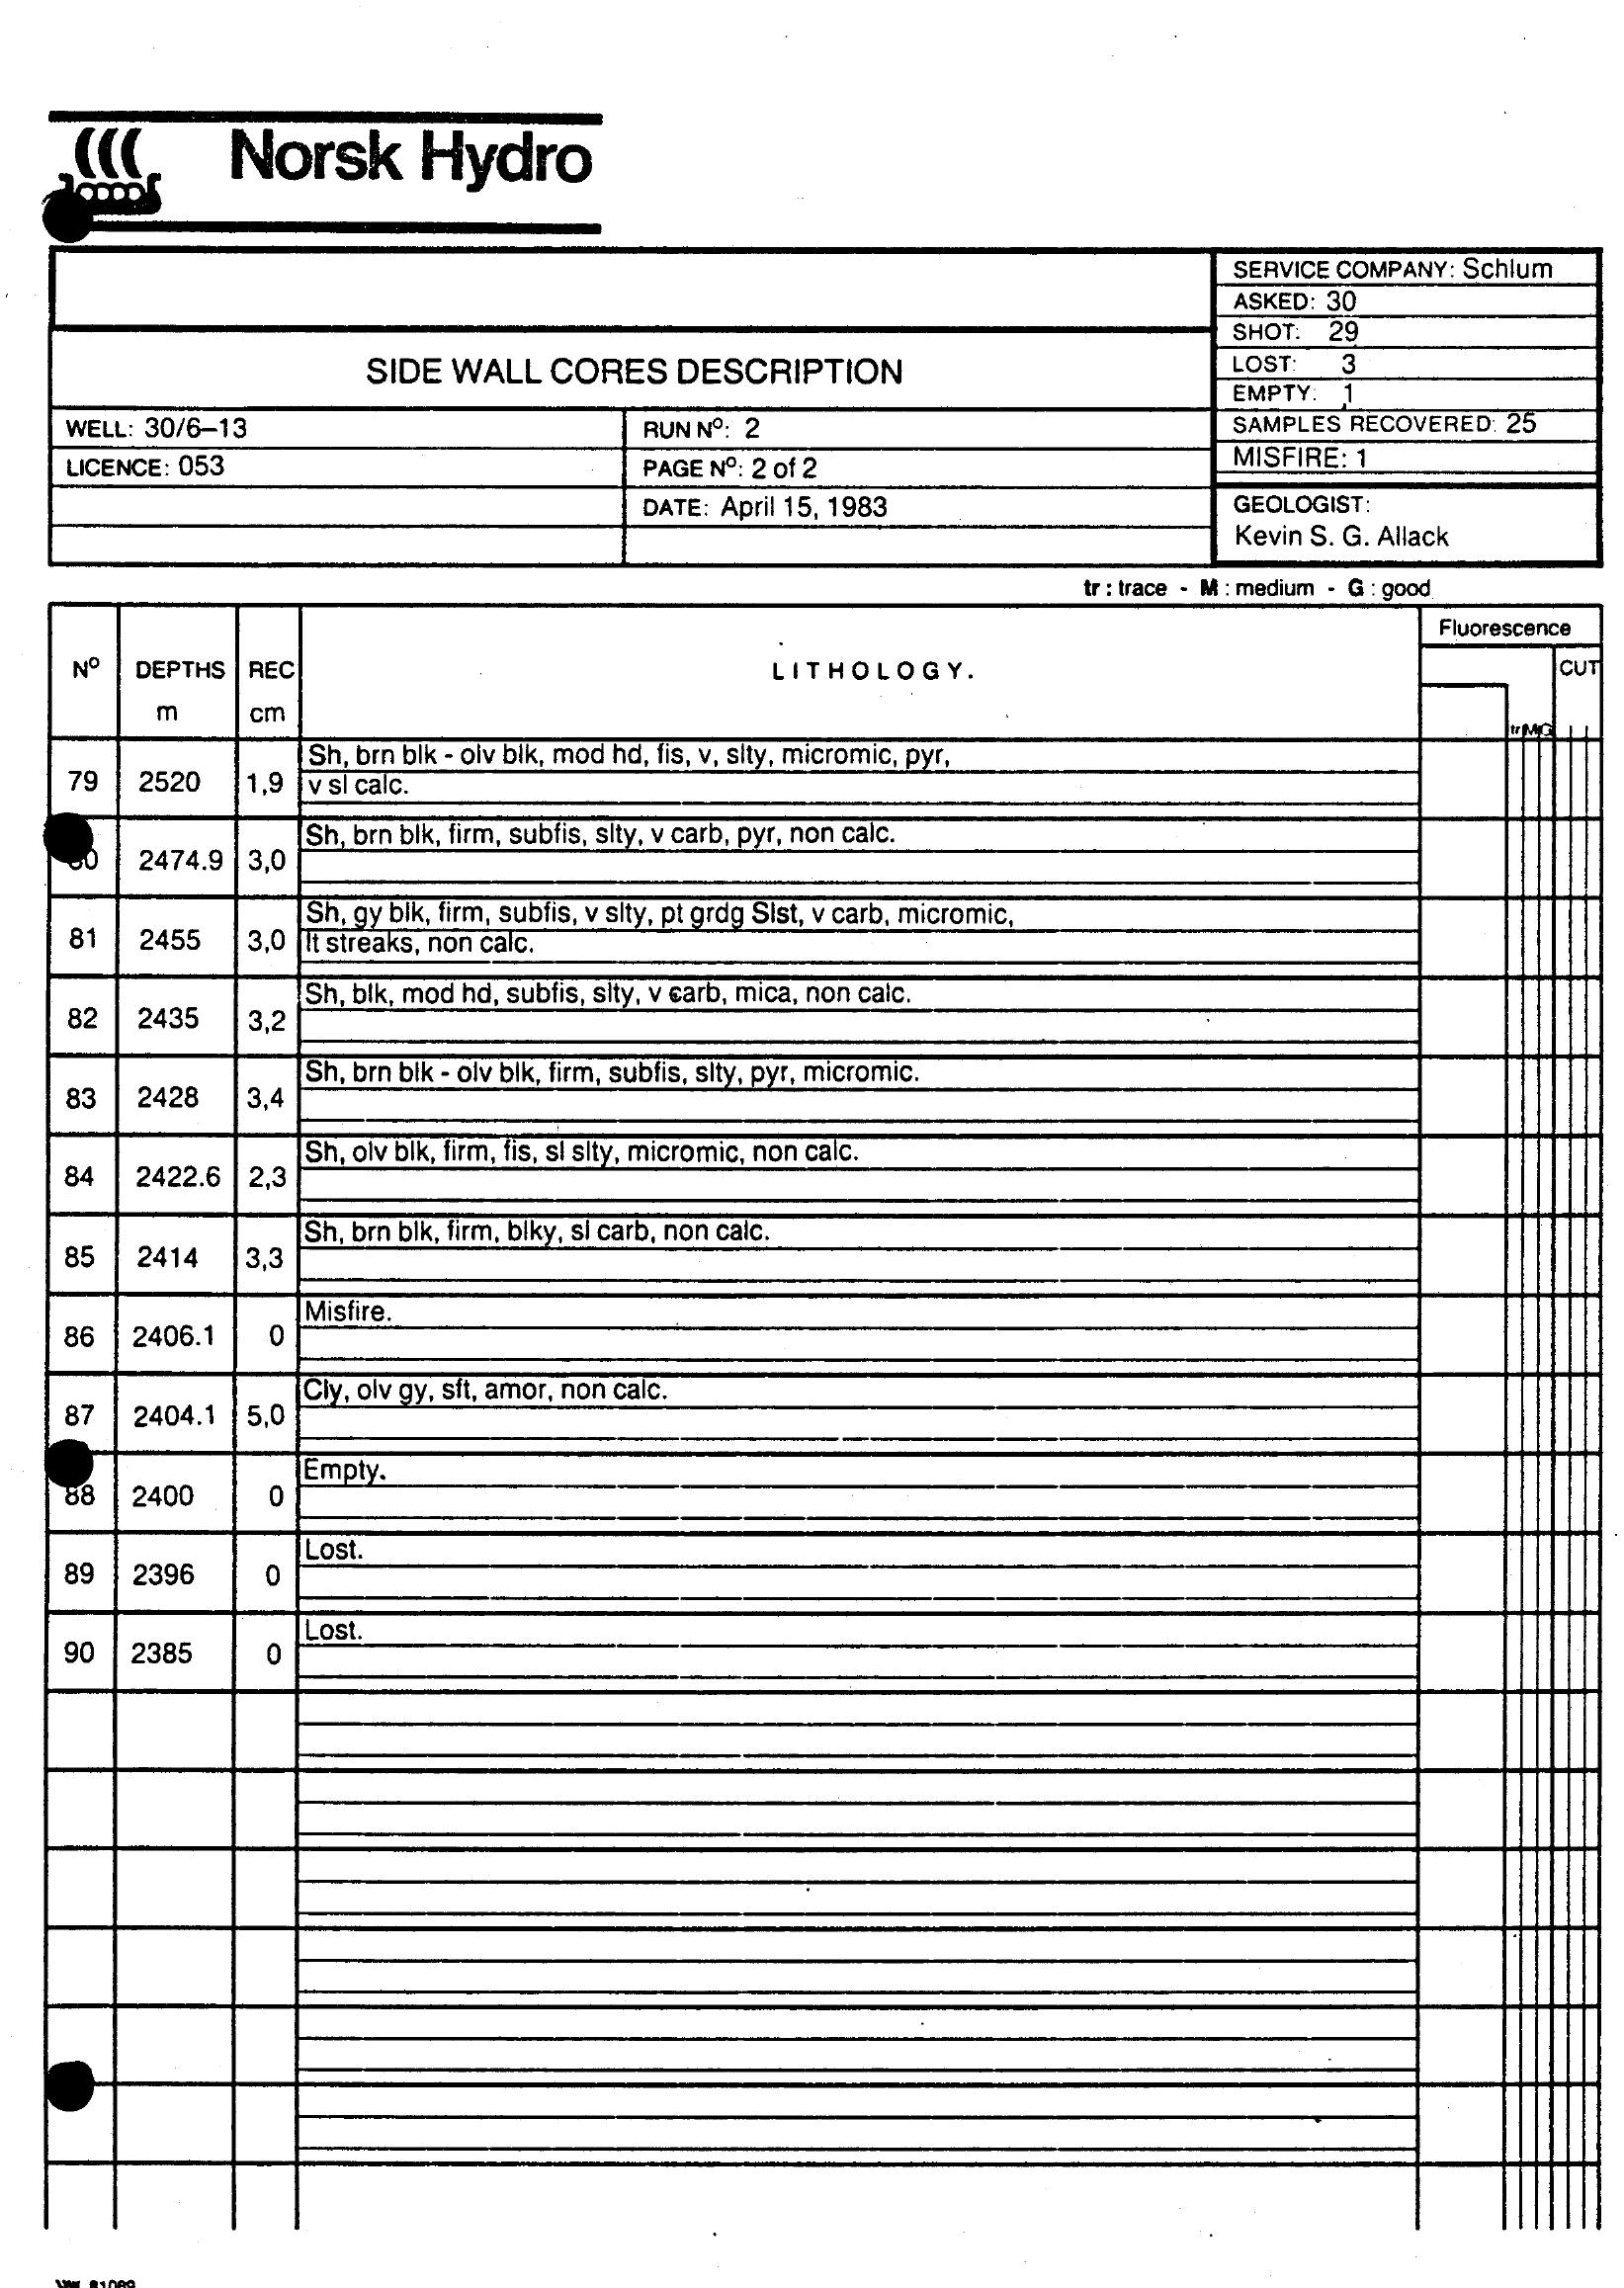 Norsk Hydro
SERVICE COMPANY: Schlum
ASKED: 30
SHOT: 29
SIDE WALL CORES DESCRIPTION
LOST: 3
EMPTY: 1
WELL: 30/6-13
RUN Nº: 2
SAMPLES RECOVERED: 25
LICENCE: 053
PAGE Nº: 2 of 2
MISFIRE: 1
DATE: April 15, 1983
GEOLOGIST:
Kevin S. G. Allack
tr : trace - M : medium - G : good
Fluorescence
Nº DEPTHS REC LITHOLOGY. CUT
m cm
tr M G
Sh, brn blk - olv blk, mod hd, fis, v, slty, micromic, pyr,
79 2520 1,9 v sl calc.
Sh, brn blk, firm, subfis, slty, v carb, pyr, non calc.
80 2474.9 3,0
Sh, gy blk, firm, subfis, v slty, pt grdg Slst, v carb, micromic,
81 2455 3,0 lt streaks, non calc.
Sh, blk, mod hd, subfis, slty, v carb, mica, non calc.
82 2435 3,2
Sh, brn blk - olv blk, firm, subfis, slty, pyr, micromic.
83 2428 3,4
Sh, olv blk, firm, fis, sl slty, micromic, non calc.
84 2422.6 2,3
Sh, brn blk, firm, blky, sl carb, non calc.
85 2414 3,3
Misfire.
86 2406.1 0
Cly, olv gy, sft, amor, non calc.
87 2404.1 5,0
Empty.
88 2400 0
Lost.
89 2396 0
Lost.
90 2385 0